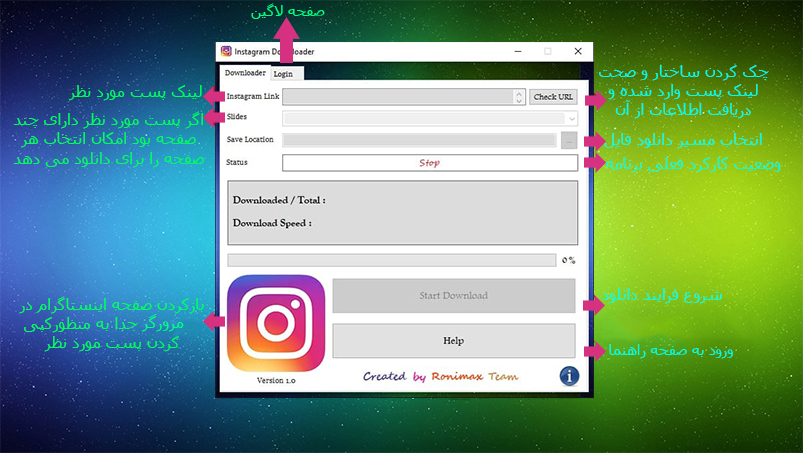 صفحه لاگین
Instagram Downloader
Downloader
Login
Instagram Link
Check URL
Slides
Save Location
...
Status
Stop
Downloaded / Total :
Download Speed :
0 %
Start Download
Help
Version 1.0
Created by Ronimax Team
i
لینک پست مورد نظر
اگر پست مورد نظر دارای چند
صفحه بود امکان انتخاب هر
صفحه را برای دانلود می دهد
بازکردن صفحه اینستاگرام در
مرورگر جدا به منظورکپی
کردن پست مورد نظر
چک کردن ساختار و صحت
لینک پست وارد شده و
دریافت اطلاعات از آن
انتخاب مسیر دانلود فایل
وضعیت کارکرد فعلی برنامه
شروع فرایند دانلود
ورود به صفحه راهنما